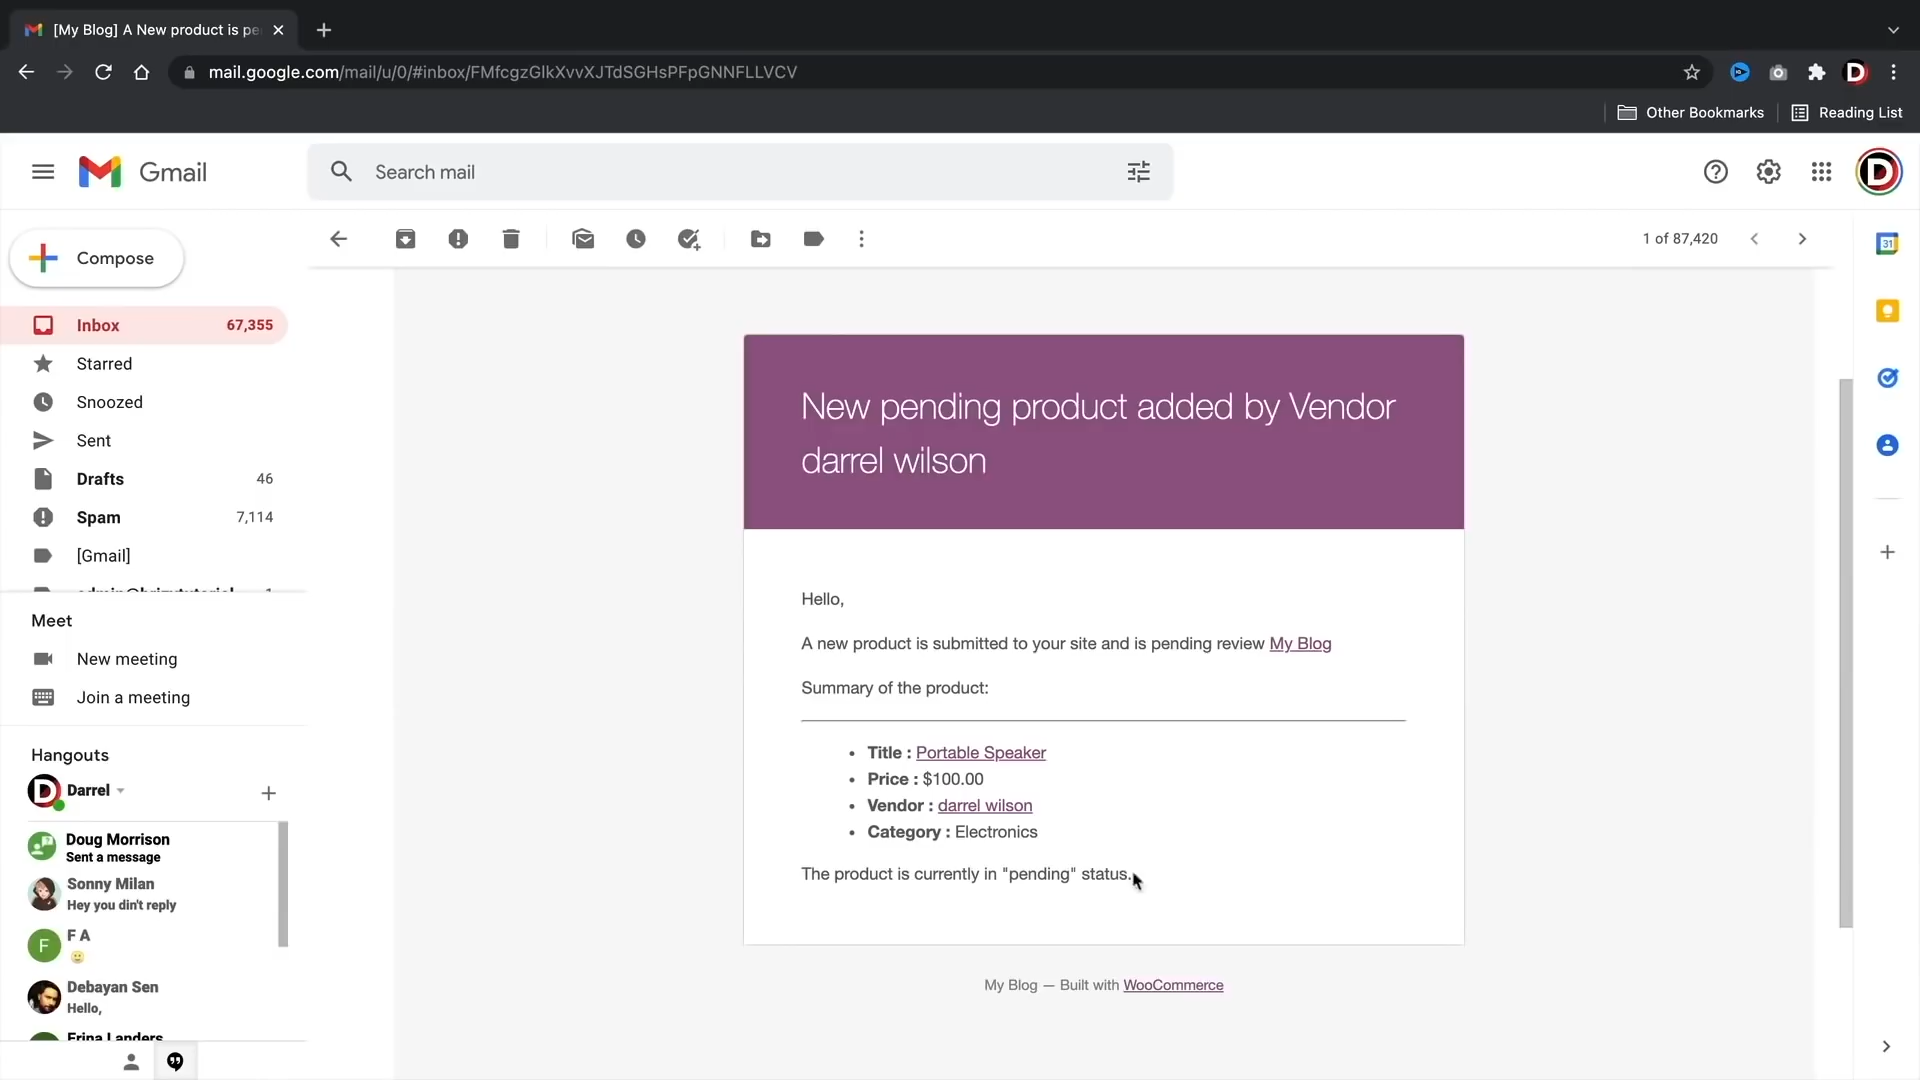 [My Blog] A New product is pe
mail.google.com/mail/u/0/#inbox/FMfcgzGlkXvvXJTdSGHsPFpGNNFLLVCV
Other Bookmarks
Reading List
Gmail
Search mail
Compose
1 of 87,420
Inbox 67,355
Starred
Snoozed
Sent
Drafts 46
Spam 7,114
[Gmail]
Meet
New meeting
Join a meeting
Hangouts
Darrel
Doug Morrison
Sent a message
Sonny Milan
Hey you din't reply
F A
Debayan Sen
Hello,
Erina Landers
New pending product added by Vendor
darrel wilson
Hello,
A new product is submitted to your site and is pending review My Blog
Summary of the product:
• Title : Portable Speaker
• Price : $100.00
• Vendor : darrel wilson
• Category : Electronics
The product is currently in "pending" status.
My Blog — Built with WooCommerce